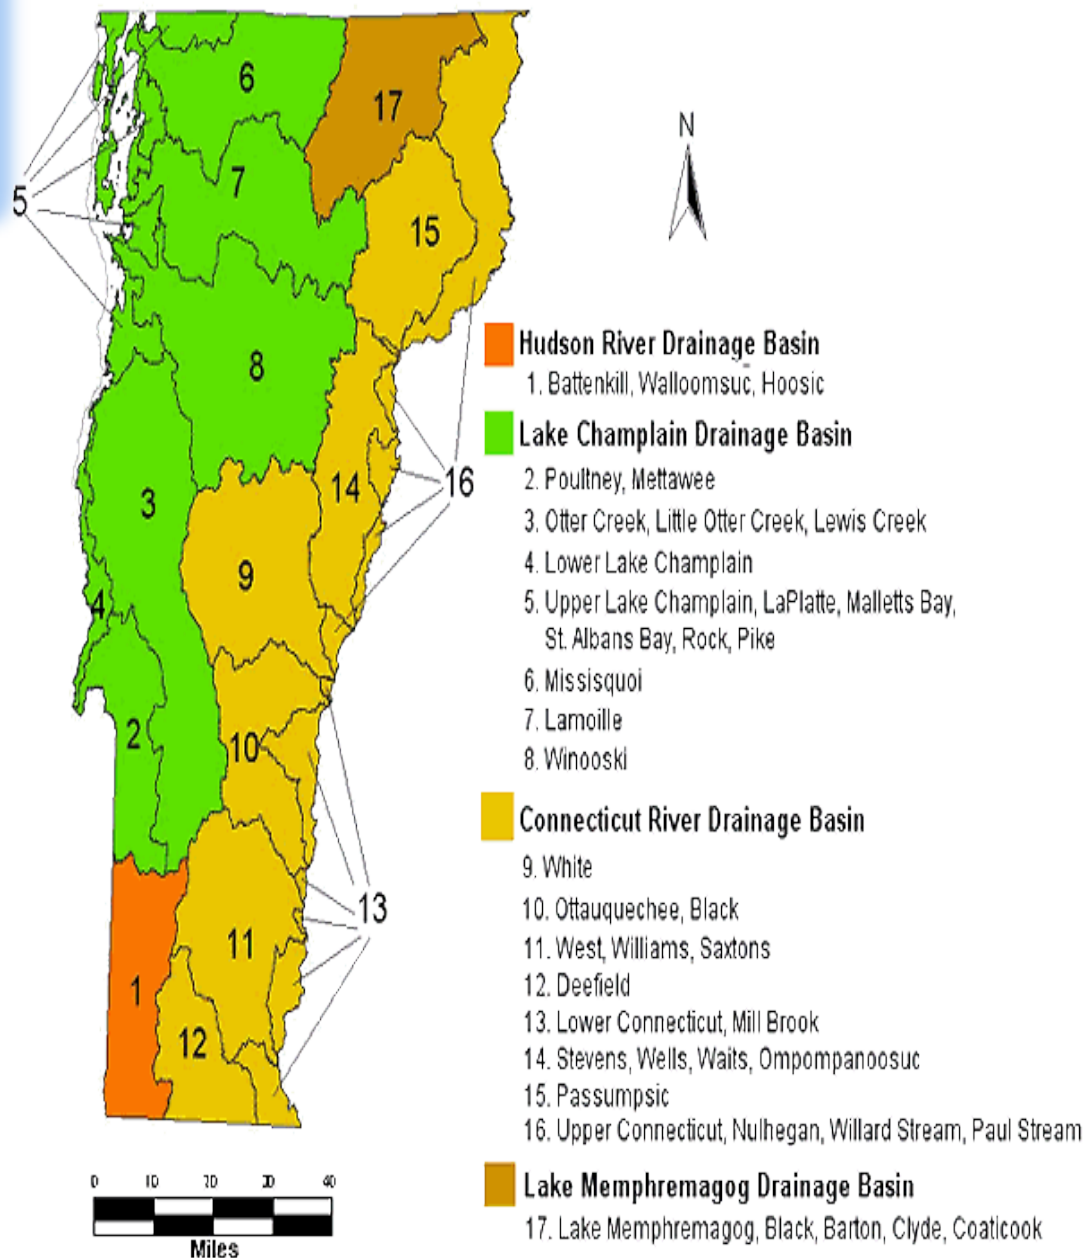 6
17
N
7
5
15
8
16
14
3
9
4
2
10
13
11
1
12
Hudson River Drainage Basin
1. Battenkill, Walloomsuc, Hoosic
Lake Champlain Drainage Basin
2. Poultney, Mettawee
3. Otter Creek, Little Otter Creek, Lewis Creek
4. Lower Lake Champlain
5. Upper Lake Champlain, LaPlatte, Malletts Bay,
St. Albans Bay, Rock, Pike
6. Missisquoi
7. Lamoille
8. Winooski
Connecticut River Drainage Basin
9. White
10. Ottauquechee, Black
11. West, Williams, Saxtons
12. Deefield
13. Lower Connecticut, Mill Brook
14. Stevens, Wells, Waits, Ompompanoosuc
15. Passumpsic
16. Upper Connecticut, Nulhegan, Willard Stream, Paul Stream
Lake Memphremagog Drainage Basin
17. Lake Memphremagog, Black, Barton, Clyde, Coaticook
0 10 20 30 40
Miles